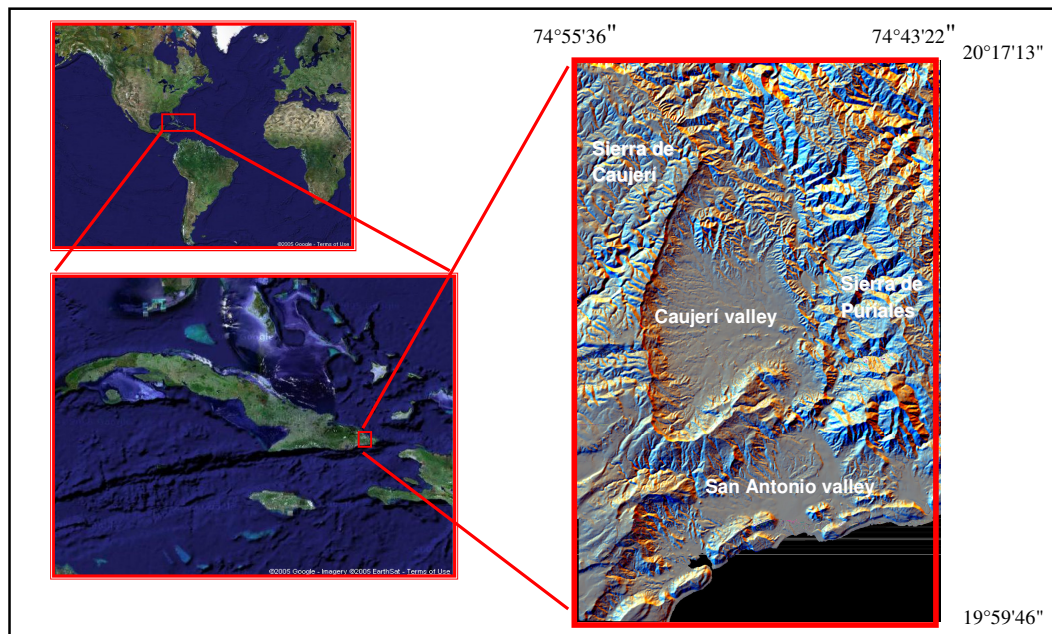 74°55'36"
74°43'22"
20°17'13"
©2005 Google - Terms of Use
Sierra de
Caujerí
Sierra de
Puriales
Caujerí valley
©2005 Google - Imagery ©2005 EarthSat - Terms of Use
San Antonio valley
19°59'46"